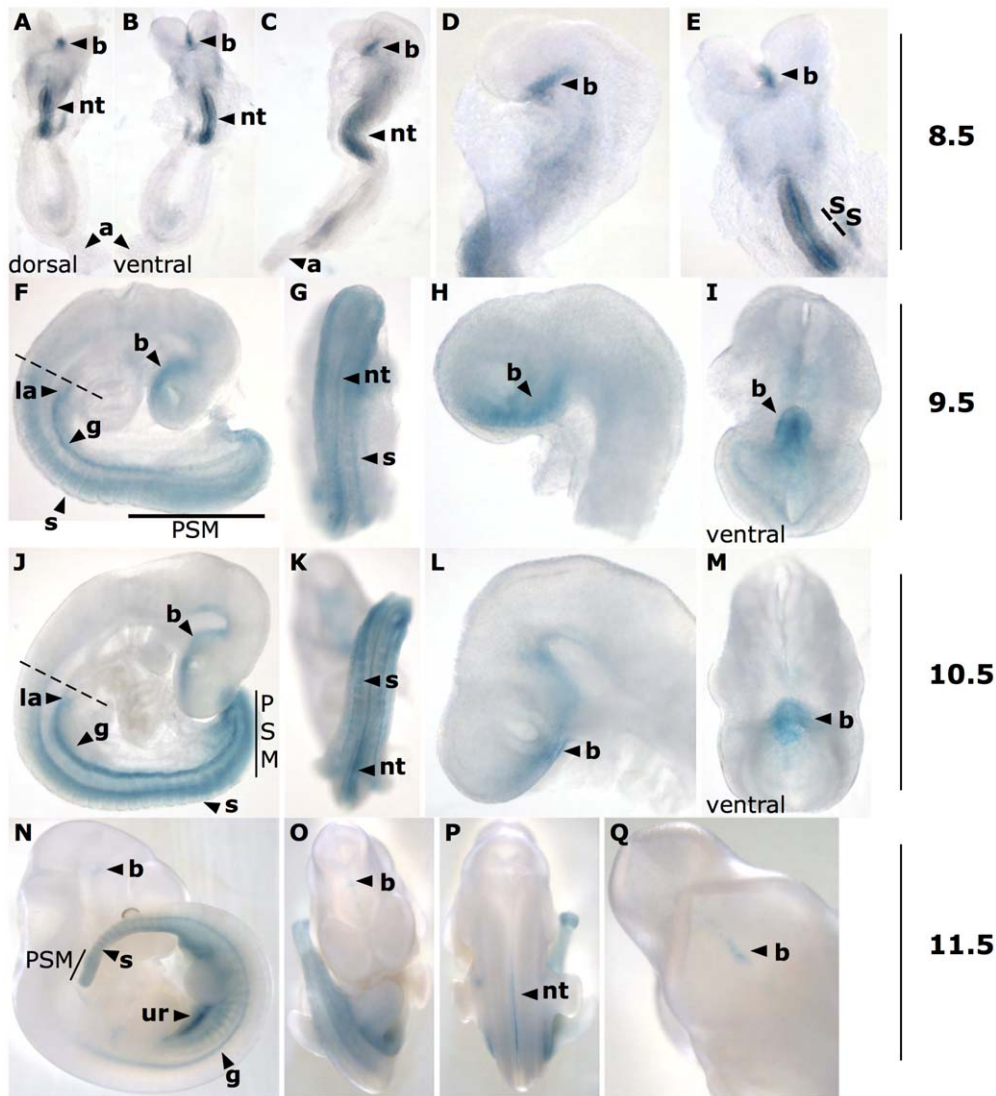 A B C D E
b b b b b
nt nt nt
S S
a a
dorsal ventral
8.5
F G H I
b b b
la nt
g s
s
PSM
ventral
9.5
J K L M
b s b b
la
g nt
s
P
S
M
ventral
10.5
N O P Q
b b b
PSM s
nt
ur
g
11.5